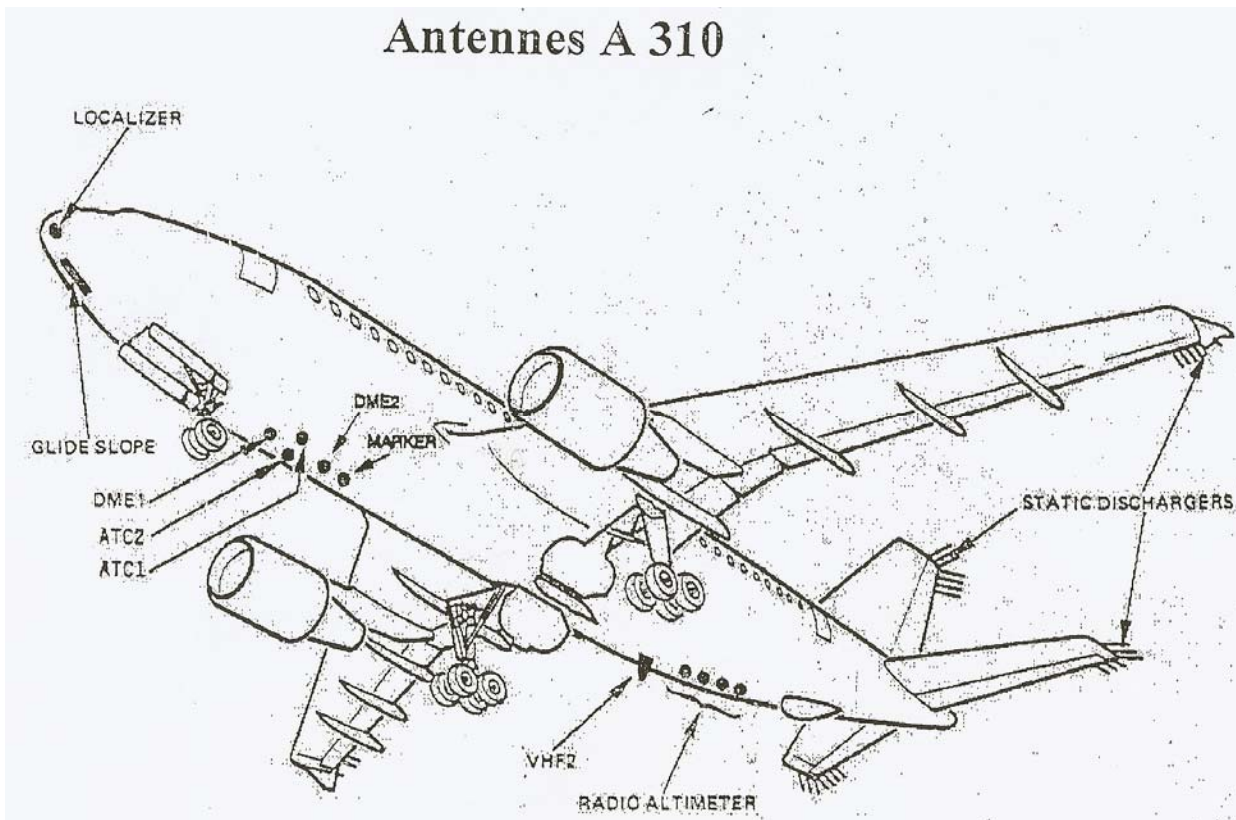 Antennes A 310
LOCALIZER
GLIDE SLOPE
DME2
MARKER
DME1
ATC2
ATC1
STATIC DISCHARGERS
VHF2
RADIO ALTIMETER